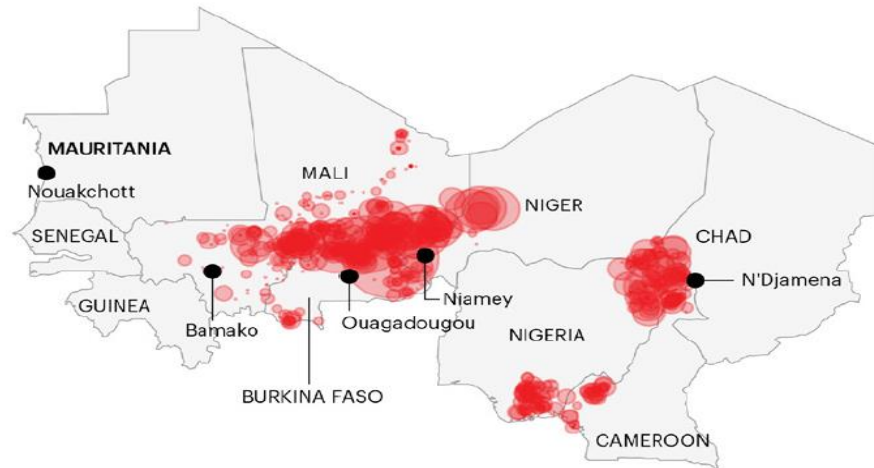 MAURITANIA
Nouakchott
MALI
NIGER
SENEGAL
CHAD
N'Djamena
GUINEA
Niamey
Bamako
Ouagadougou
NIGERIA
BURKINA FASO
CAMEROON